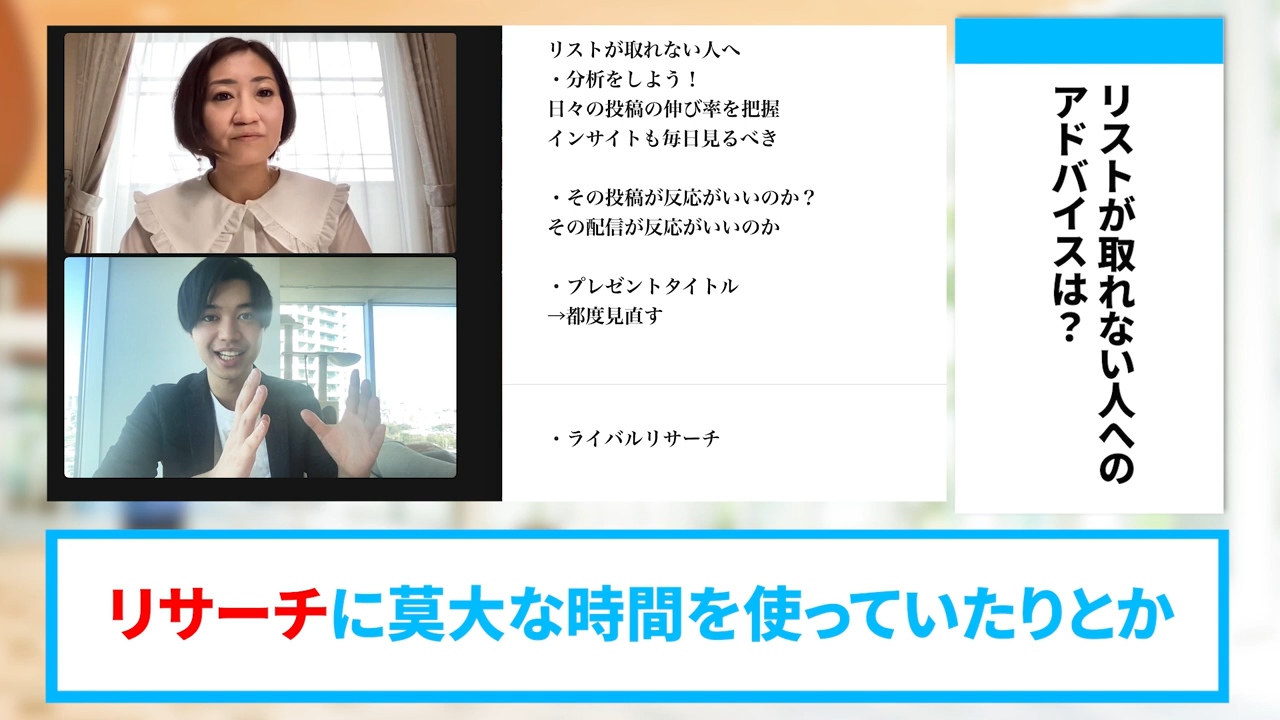 リストが取れない人へ
・分析をしよう！
日々の投稿の伸び率を把握
インサイトも毎日見るべき
・その投稿が反応がいいのか？
その配信が反応がいいのか
・プレゼントタイトル
→都度見直す
・ライバルリサーチ
リストが取れない人への
アドバイスは？
リサーチに莫大な時間を使っていたりとか